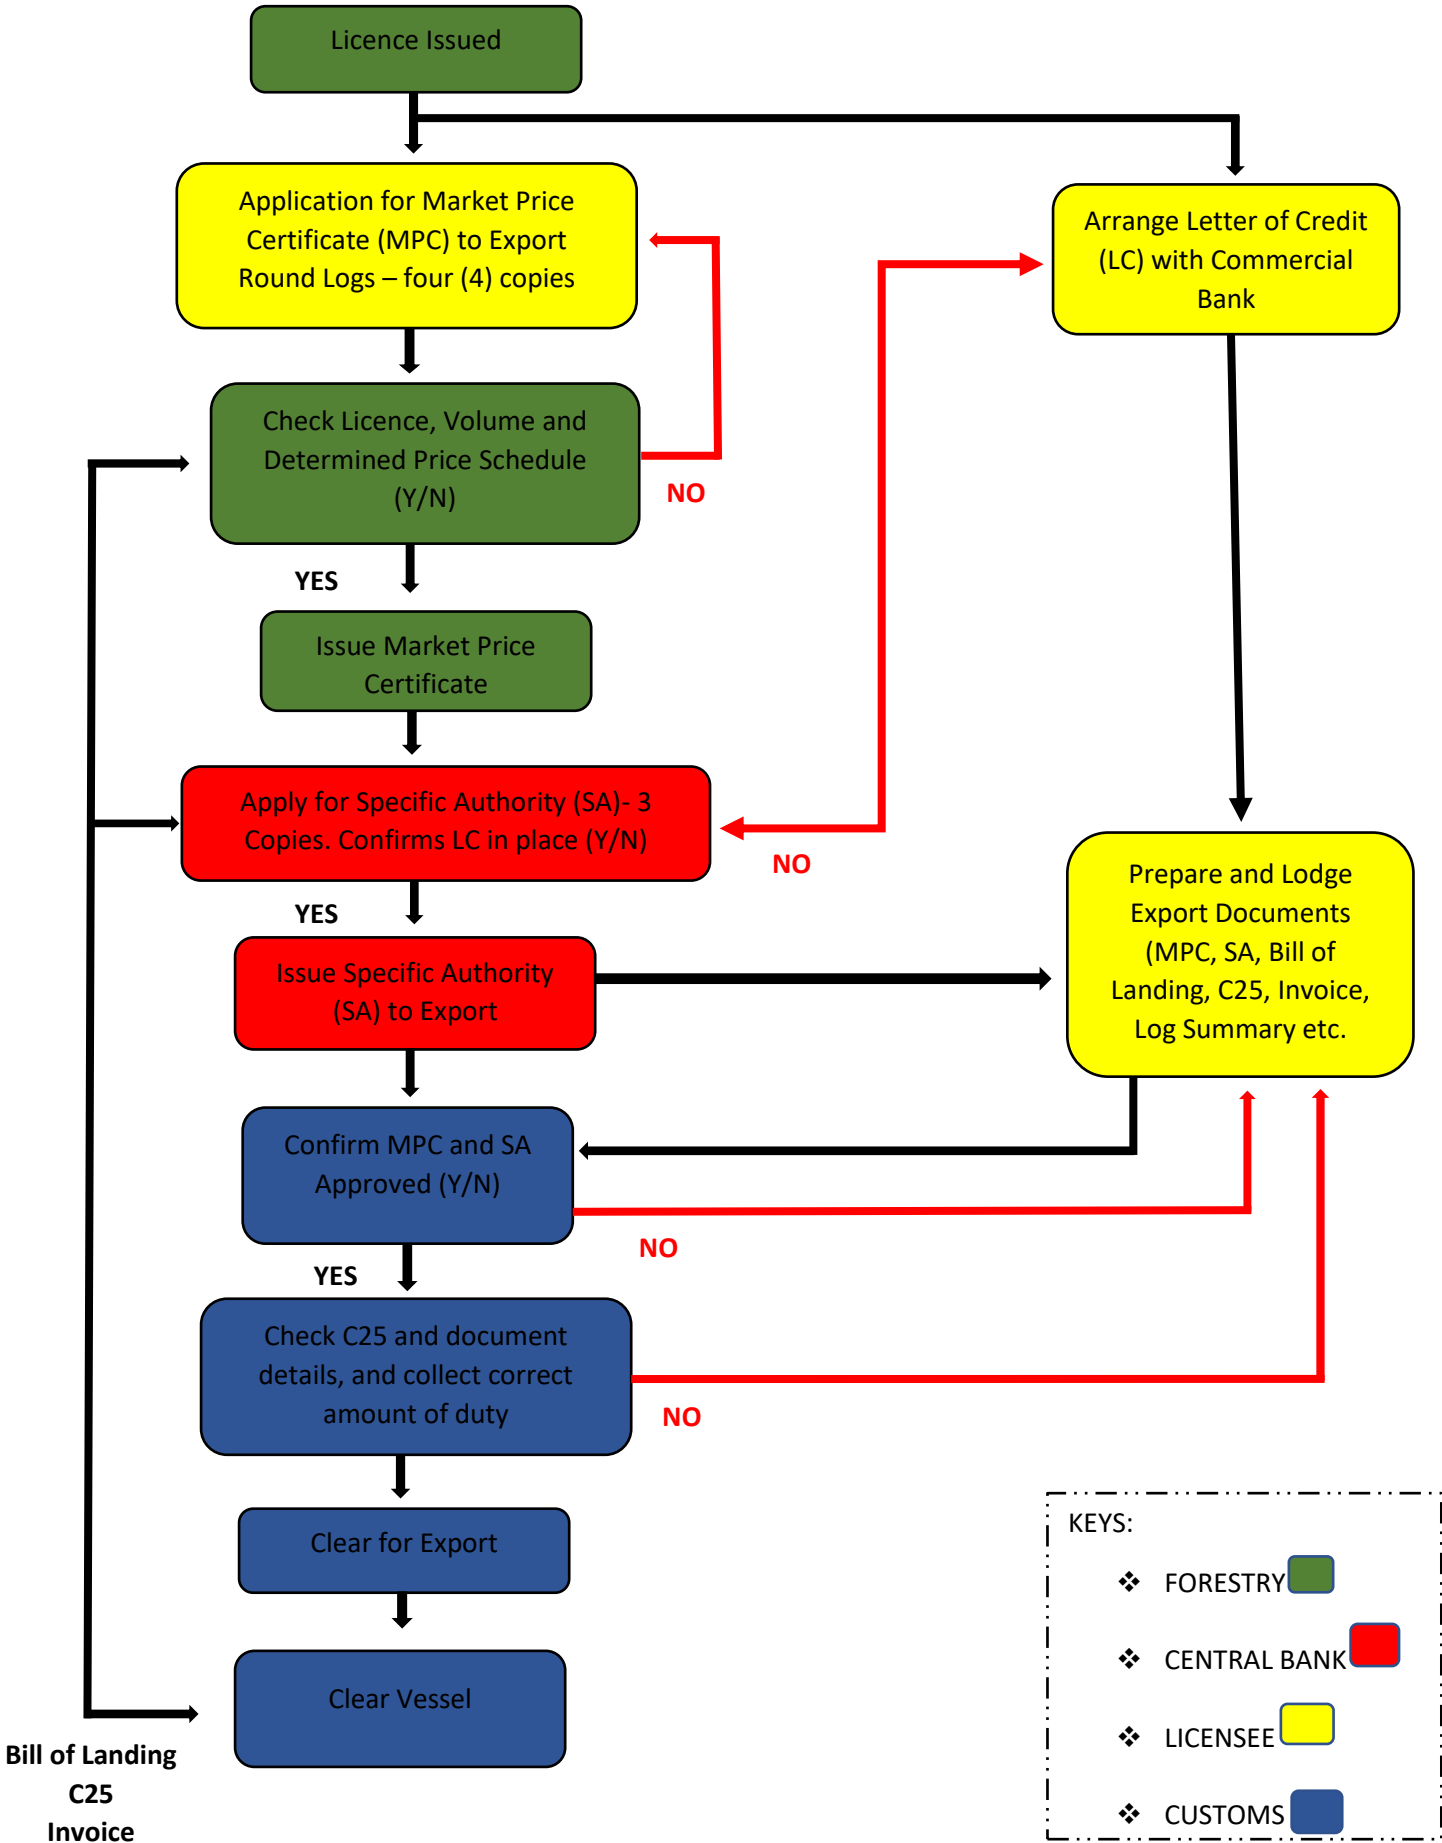 Licence Issued
Application for Market Price
Certificate (MPC) to Export
Round Logs – four (4) copies
Arrange Letter of Credit
(LC) with Commercial
Bank
Check Licence, Volume and
Determined Price Schedule
(Y/N)
NO
YES
Issue Market Price
Certificate
Apply for Specific Authority (SA)- 3
Copies. Confirms LC in place (Y/N)
NO
YES
Prepare and Lodge
Export Documents
(MPC, SA, Bill of
Landing, C25, Invoice,
Log Summary etc.
Issue Specific Authority
(SA) to Export
Confirm MPC and SA
Approved (Y/N)
NO
YES
Check C25 and document
details, and collect correct
amount of duty
NO
Clear for Export
Clear Vessel
Bill of Landing
C25
Invoice
KEYS:
❖ FORESTRY
❖ CENTRAL BANK
❖ LICENSEE
❖ CUSTOMS